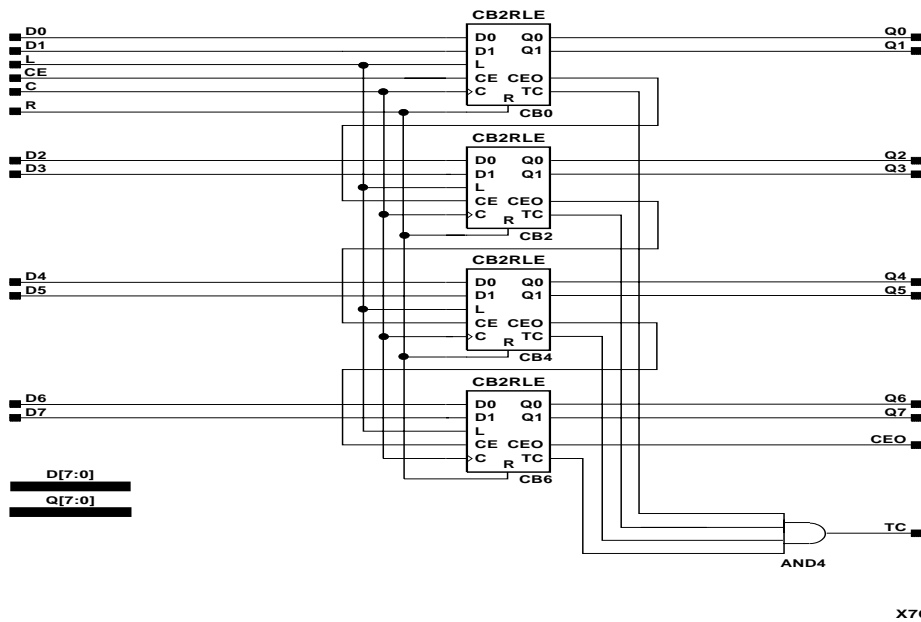 CB2RLE
D0 D0 Q0 Q0
D1 D1 Q1 Q1
L L
CE CE CEO
C C TC
R R
CB0
CB2RLE
D2 D0 Q0 Q2
D3 D1 Q1 Q3
L
CE CEO
C TC
R
CB2
CB2RLE
D4 D0 Q0 Q4
D5 D1 Q1 Q5
L
CE CEO
C TC
R
CB4
CB2RLE
D6 D0 Q0 Q6
D7 D1 Q1 Q7
L
CE CEO CEO
C TC
R
CB6
D[7:0]
Q[7:0]
TC
AND4